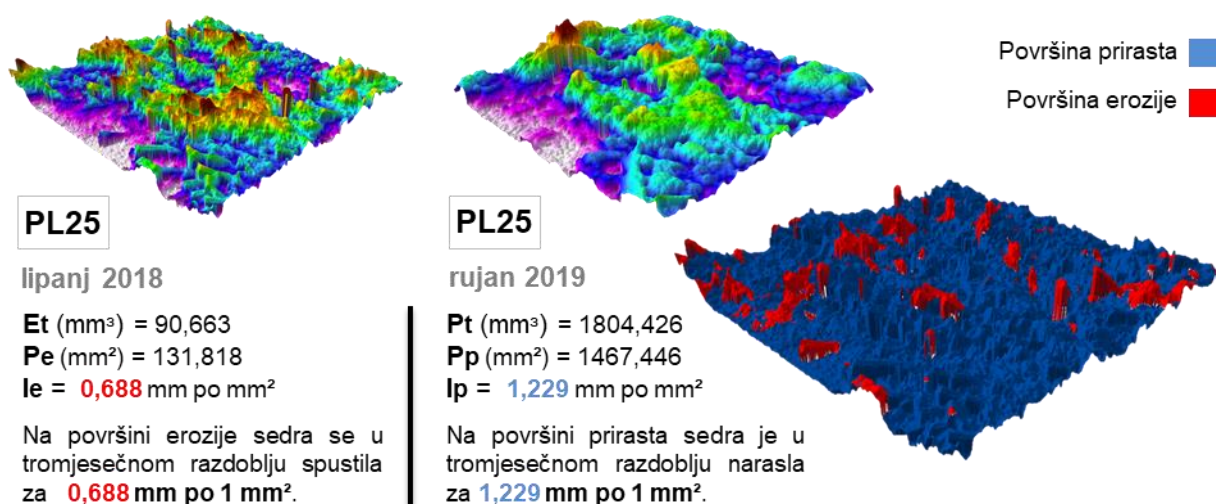 Površina prirasta
Površina erozije
PL25
lipanj 2018
Et (mm³) = 90,663
Pe (mm²) = 131,818
Ie = 0,688 mm po mm²
Na površini erozije sedra se u
tromjesečnom razdoblju spustila
za 0,688 mm po 1 mm².
PL25
rujan 2019
Pt (mm³) = 1804,426
Pp (mm²) = 1467,446
Ip = 1,229 mm po mm²
Na površini prirasta sedra je u
tromjesečnom razdoblju narasla
za 1,229 mm po 1 mm².